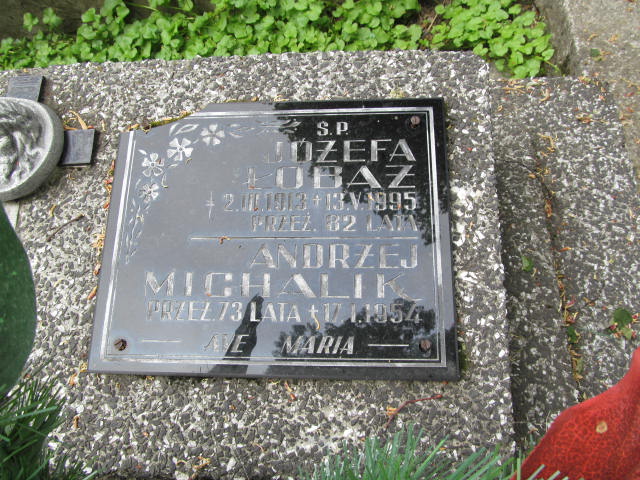 Ś.P.
JÓZEFA
ŁOBAZ
* 2.III.1913 + 13.V.1995
PRZEŻ. 82 LATA
ANDRZEJ
MICHALIK
PRZEŻ. 73 LATA + 17.I.1954
AVE MARIA